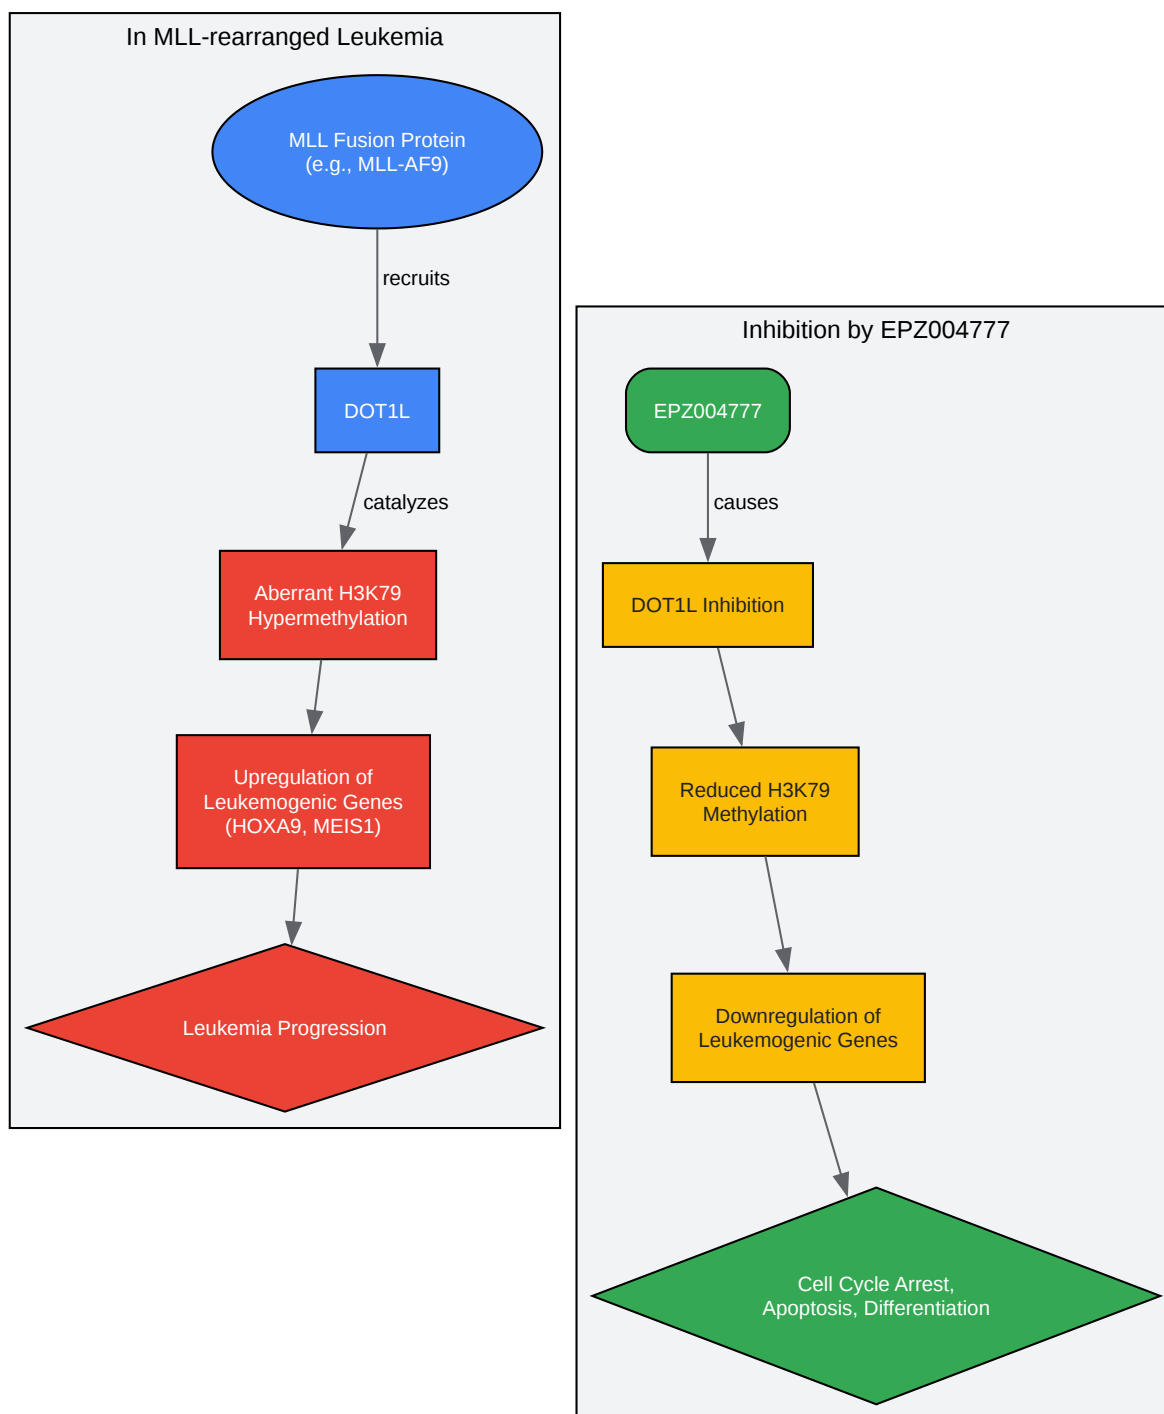 In MLL-rearranged Leukemia
MLL Fusion Protein
(e.g., MLL-AF9)
recruits
DOT1L
catalyzes
Aberrant H3K79
Hypermethylation
Upregulation of
Leukemogenic Genes
(HOXA9, MEIS1)
Leukemia Progression
Inhibition by EPZ004777
EPZ004777
causes
DOT1L Inhibition
Reduced H3K79
Methylation
Downregulation of
Leukemogenic Genes
Cell Cycle Arrest,
Apoptosis, Differentiation